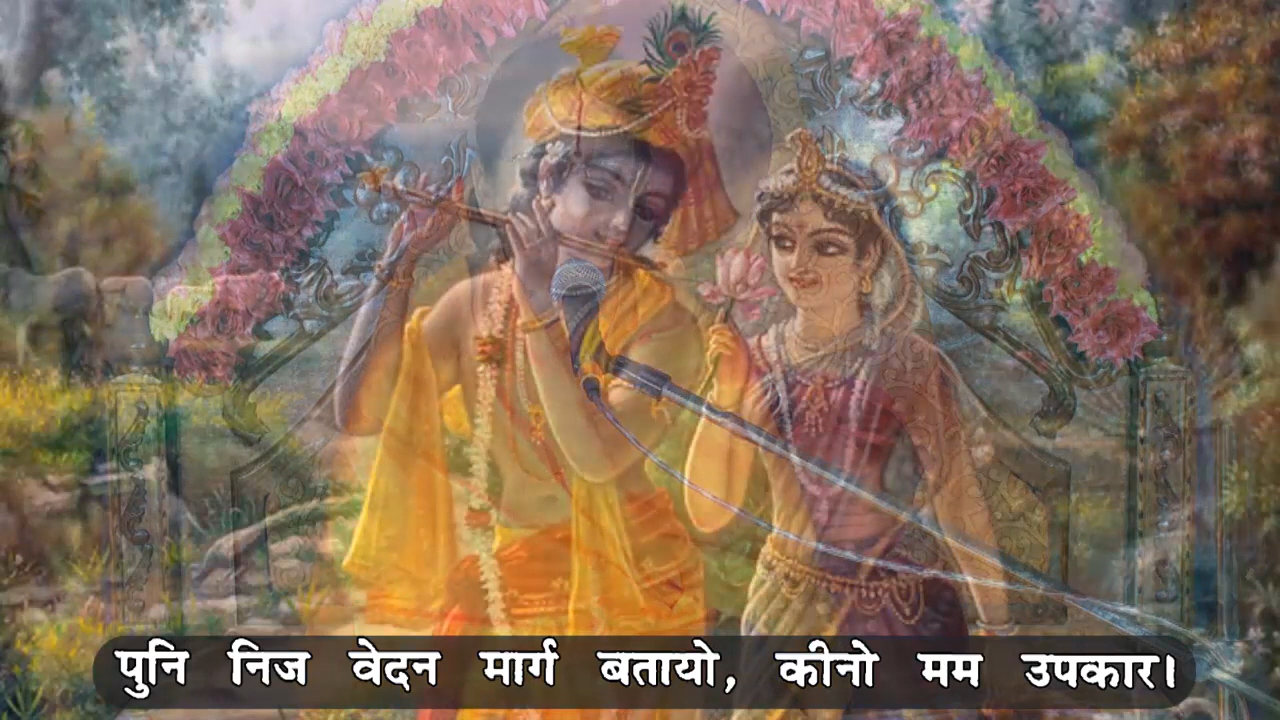 पुनि निज वेदन मार्ग बतायो, कीनो मम उपकार।